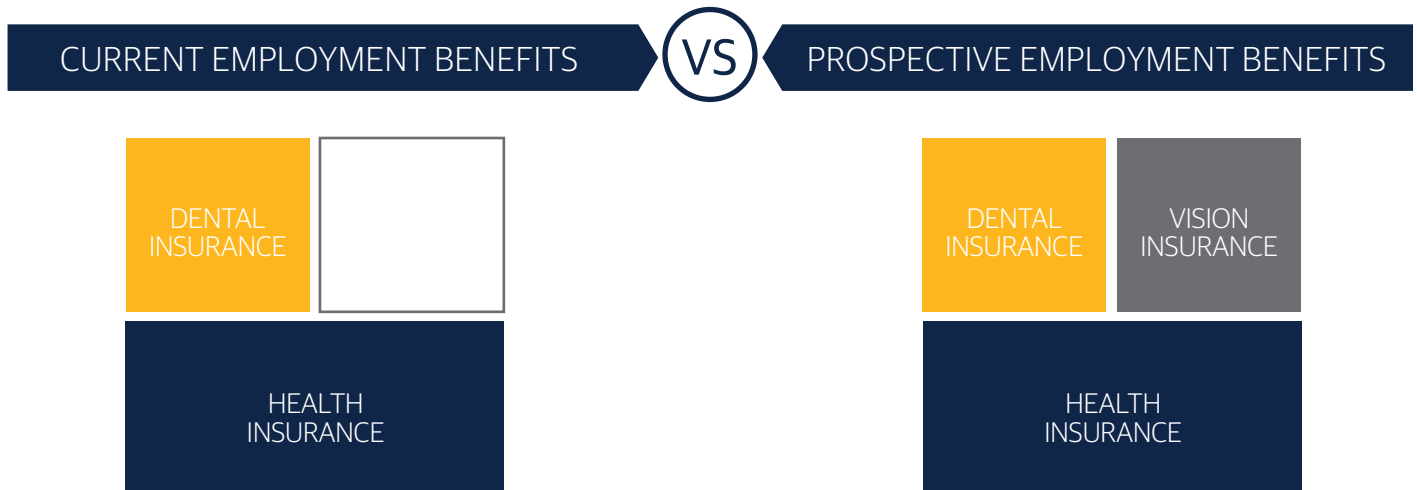 CURRENT EMPLOYMENT BENEFITS
VS
PROSPECTIVE EMPLOYMENT BENEFITS
DENTAL
INSURANCE
HEALTH
INSURANCE
DENTAL
INSURANCE
VISION
INSURANCE
HEALTH
INSURANCE